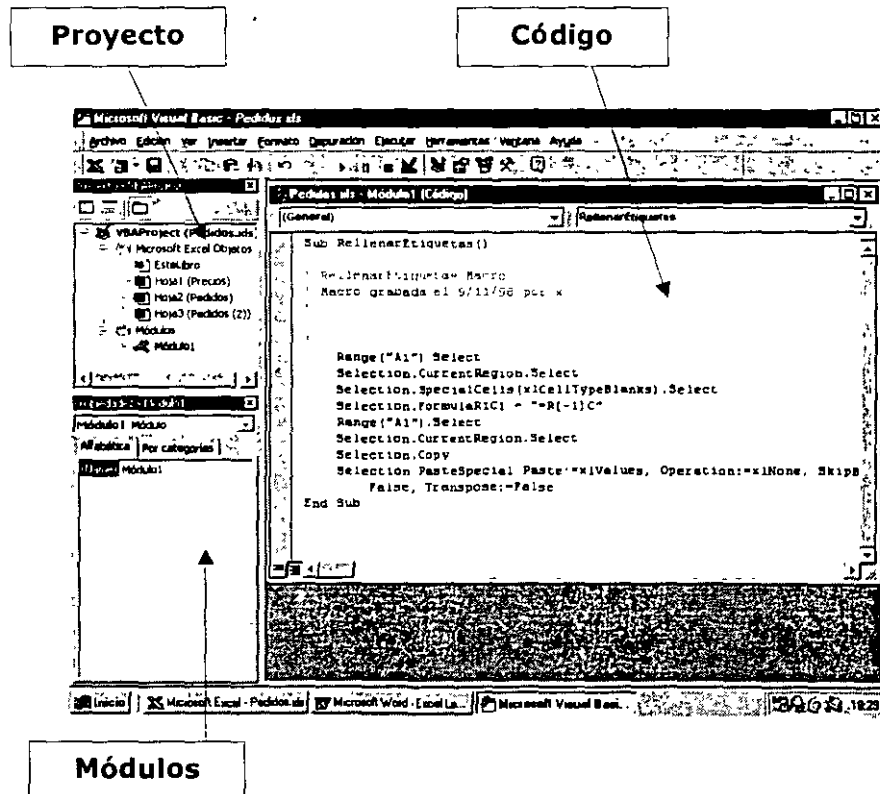 Proyecto
Código
Microsoft Visual Basic - Pedidos.xls
Archivo Edición Ver Insertar Formato Depuración Ejecutar Herramientas Ventana Ayuda
Pedidos.xls - Módulo1 (Código)
(General)
RellenarEtiquetas
VBAProject (Pedidos.xls)
Microsoft Excel Objetos
EsteLibro
Hoja1 (Precios)
Hoja2 (Pedidos)
Hoja3 (Pedidos (2))
Módulos
Módulo1
Sub RellenarEtiquetas()
' RellenarEtiquetas Macro
' Macro grabada el 9/11/98 por x
'
'
Range("A1").Select
Selection.CurrentRegion.Select
Selection.SpecialCells(xlCellTypeBlanks).Select
Selection.FormulaR1C1 = "=R[-1]C"
Range("A1").Select
Selection.CurrentRegion.Select
Selection.Copy
Selection.PasteSpecial Paste:=xlValues, Operation:=xlNone, SkipB
False, Transpose:=False
End Sub
Módulo1 Módulo
Alfabética Por categorías
Módulo1
Inicio Microsoft Excel - Pedidos.xls Microsoft Word - Excel La... Microsoft Visual Basi... 18:23
Módulos